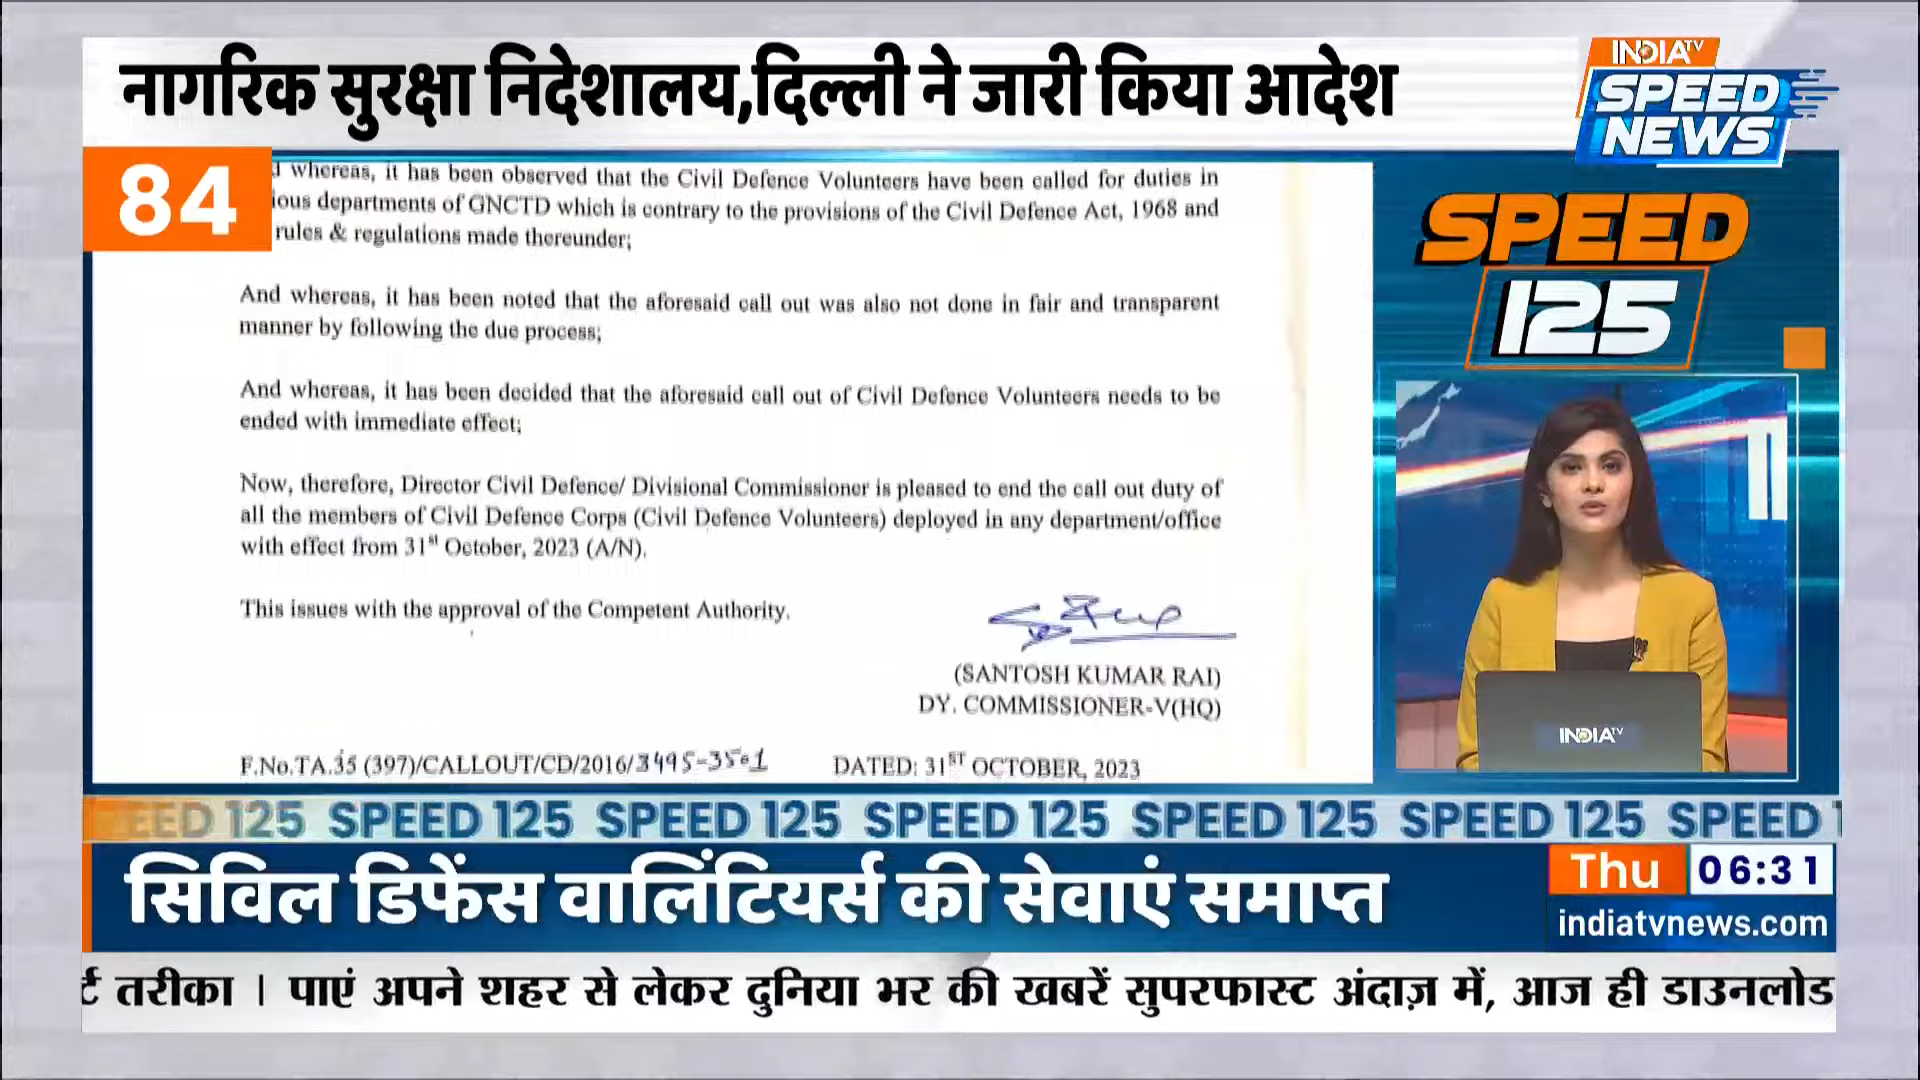 नागरिक सुरक्षा निदेशालय,दिल्ली ने जारी किया आदेश
INDIA TV
SPEED
NEWS
84
whereas, it has been observed that the Civil Defence Volunteers have been called for duties in
ious departments of GNCTD which is contrary to the provisions of the Civil Defence Act, 1968 and
rules & regulations made thereunder;
And whereas, it has been noted that the aforesaid call out was also not done in fair and transparent
manner by following the due process;
And whereas, it has been decided that the aforesaid call out of Civil Defence Volunteers needs to be
ended with immediate effect;
Now, therefore, Director Civil Defence/ Divisional Commissioner is pleased to end the call out duty of
all the members of Civil Defence Corps (Civil Defence Volunteers) deployed in any department/office
with effect from 31st October, 2023 (A/N).
This issues with the approval of the Competent Authority.
(SANTOSH KUMAR RAI)
DY. COMMISSIONER-V(HQ)
F.No.TA.35 (397)/CALLOUT/CD/2016/3495-3501 DATED: 31ST OCTOBER, 2023
SPEED
125
INDIA TV
EED 125 SPEED 125 SPEED 125 SPEED 125 SPEED 125 SPEED 125 SPEED 1
सिविल डिफेंस वालिंटियर्स की सेवाएं समाप्त
Thu 06:31
indiatvnews.com
र्ट तरीका | पाएं अपने शहर से लेकर दुनिया भर की खबरें सुपरफास्ट अंदाज़ में, आज ही डाउनलोड